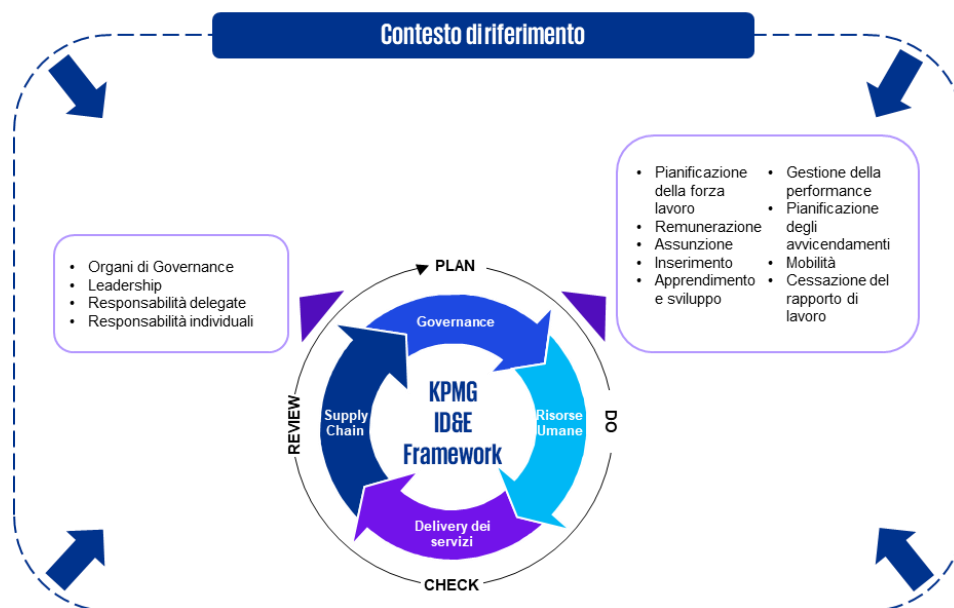 Contesto di riferimento
• Pianificazione
della forza
lavoro
• Remunerazione
• Assunzione
• Inserimento
• Apprendimento
e sviluppo
• Gestione della
performance
• Pianificazione
degli
avvicendamenti
• Mobilità
• Cessazione del
rapporto di
lavoro
• Organi di Governance
• Leadership
• Responsabilità delegate
• Responsabilità individuali
PLAN
Governance
KPMG
ID&E
Framework
Supply
Chain
Risorse
Umane
REVIEW
DO
Delivery dei
servizi
CHECK